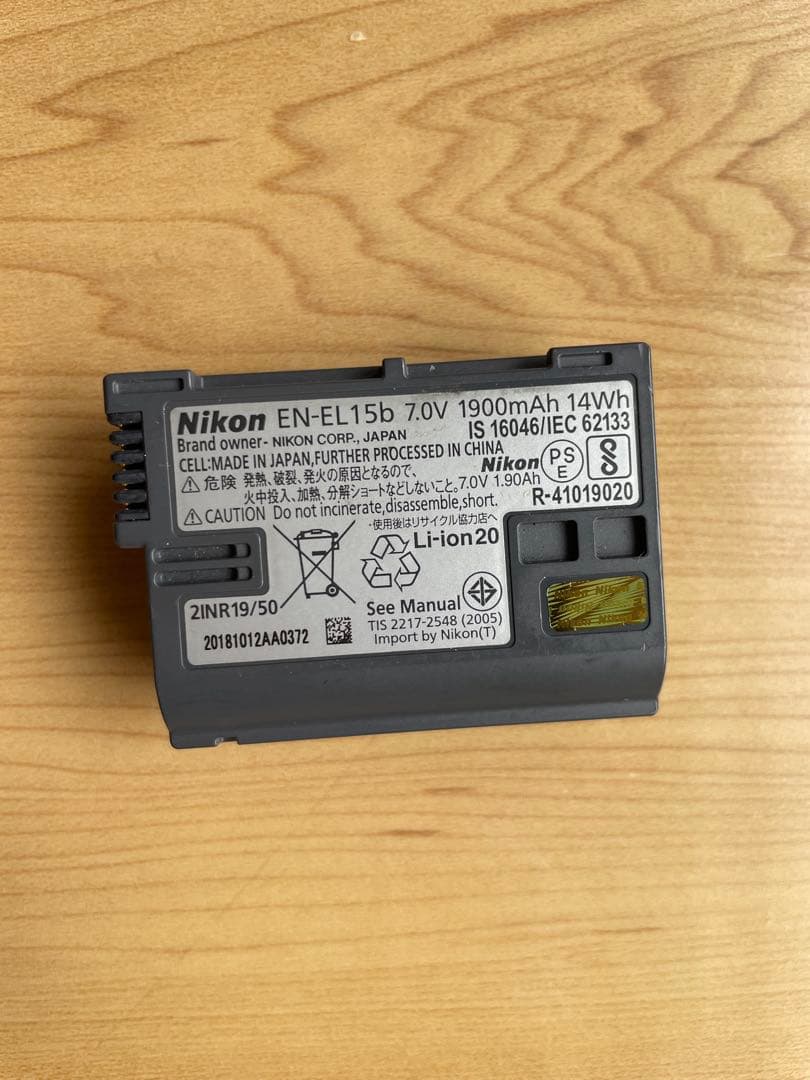 Nikon EN-EL15b 7.0V 1900mAh 14Wh
Brand owner- NIKON CORP., JAPAN IS 16046/IEC 62133
CELL:MADE IN JAPAN,FURTHER PROCESSED IN CHINA
⚠危険 発熱、破裂、発火の原因となるので、
火中投入、加熱、分解ショートなどしないこと。
Nikon
7.0V 1.90Ah
PS
E
R-41019020
⚠CAUTION Do not incinerate,disassemble,short.
・使用後はリサイクル協力店へ
Li-ion20
2INR19/50
See Manual
TIS 2217-2548 (2005)
20181012AA0372
Import by Nikon(T)
Nikon